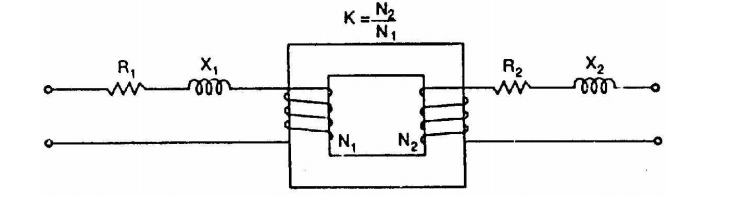 K = N₂/N₁
R₁
X₁
R₂
X₂
N₁
N₂